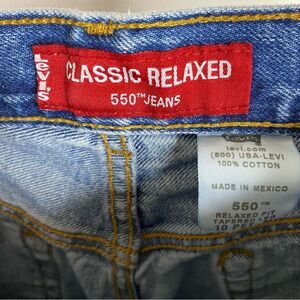 LEVI'S
CLASSIC RELAXED
550™ JEANS
levi.com
(800) USA-LEVI
100% COTTON
MADE IN MEXICO
550™
RELAXED FIT
TAPERED LEG